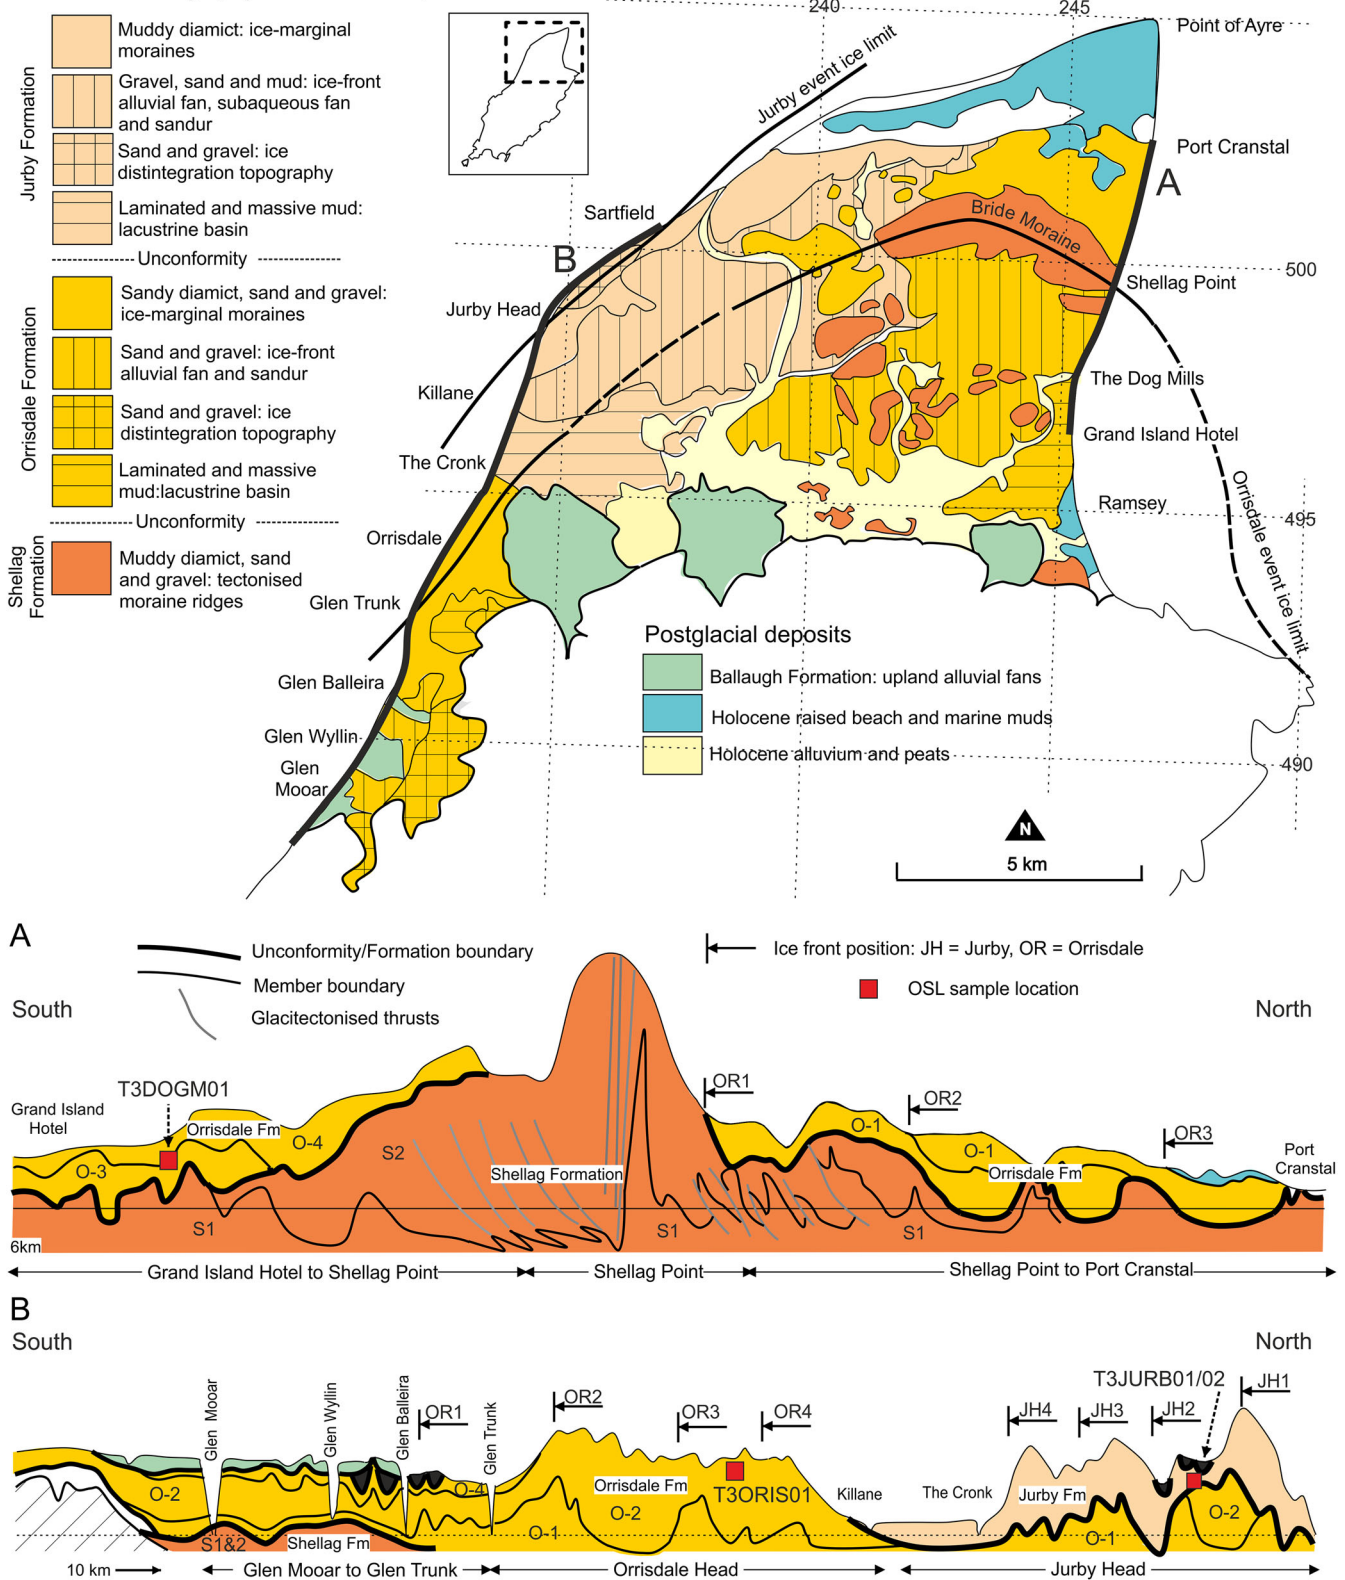 Jurby Formation
Muddy diamict: ice-marginal
moraines
Gravel, sand and mud: ice-front
alluvial fan, subaqueous fan
and sandur
Sand and gravel: ice
distintegration topography
Laminated and massive mud:
lacustrine basin
Unconformity
Orrisdale Formation
Sandy diamict, sand and gravel:
ice-marginal moraines
Sand and gravel: ice-front
alluvial fan and sandur
Sand and gravel: ice
distintegration topography
Laminated and massive
mud:lacustrine basin
Unconformity
Shellag
Formation
Muddy diamict, sand
and gravel: tectonised
moraine ridges
240
245
Point of Ayre
Jurby event ice limit
Port Cranstal
A
Sartfield
Bride Moraine
B
500
Shellag Point
Jurby Head
The Dog Mills
Killane
Grand Island Hotel
The Cronk
Ramsey
495
Orrisdale
Orrisdale event ice limit
Glen Trunk
Glen Balleira
Glen Wyllin
Glen
Mooar
490
Postglacial deposits
Ballaugh Formation: upland alluvial fans
Holocene raised beach and marine muds
Holocene alluvium and peats
N
5 km
A
Unconformity/Formation boundary
Member boundary
Glacitectonised thrusts
Ice front position: JH = Jurby, OR = Orrisdale
OSL sample location
South
North
T3DOGM01
Grand Island
Hotel
Orrisdale Fm
O-3
O-4
S2
S1
Shellag Formation
S1
OR1
O-1
OR2
O-1
Orrisdale Fm
S1
OR3
Port
Cranstal
6km
Grand Island Hotel to Shellag Point
Shellag Point
Shellag Point to Port Cranstal
B
South
North
Glen Mooar
Glen Wyllin
Glen Balleira
OR1
Glen Trunk
OR2
OR3
OR4
T3JURB01/02
JH1
JH4
JH3
JH2
O-2
O-4
Orrisdale Fm
T3ORIS01
O-2
O-1
Killane
The Cronk
Jurby Fm
O-1
O-2
S1&2
Shellag Fm
10 km
Glen Mooar to Glen Trunk
Orrisdale Head
Jurby Head